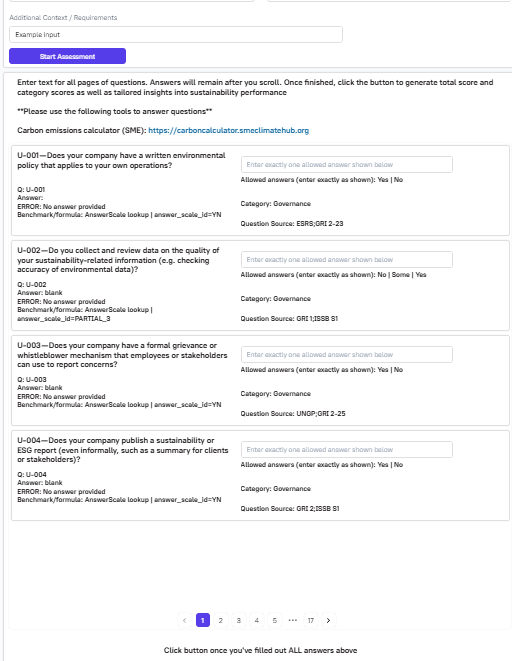 Additional Context / Requirements
Example Input
Start Assessment
Enter text for all pages of questions. Answers will remain after you scroll. Once finished, click the button to generate total score and
category scores as well as tailored insights into sustainability performance
**Please use the following tools to answer questions**
Carbon emissions calculator (SME): https://carboncalculator.smeclimatehub.org
U-001—Does your company have a written environmental
policy that applies to your own operations?
Q: U-001
Answer:
ERROR: No answer provided
Benchmark/formula: AnswerScale lookup | answer_scale_id=YN
Enter exactly one allowed answer shown below
Allowed answers (enter exactly as shown): Yes | No
Category: Governance
Question Source: ESRS;GRI 2-23
U-002—Do you collect and review data on the quality of
your sustainability-related information (e.g. checking
accuracy of environmental data)?
Q: U-002
Answer: blank
ERROR: No answer provided
Benchmark/formula: AnswerScale lookup |
answer_scale_id=PARTIAL_3
Enter exactly one allowed answer shown below
Allowed answers (enter exactly as shown): No | Some | Yes
Category: Governance
Question Source: GRI 1;ISSB S1
U-003—Does your company have a formal grievance or
whistleblower mechanism that employees or stakeholders
can use to report concerns?
Q: U-003
Answer: blank
ERROR: No answer provided
Benchmark/formula: AnswerScale lookup | answer_scale_id=YN
Enter exactly one allowed answer shown below
Allowed answers (enter exactly as shown): Yes | No
Category: Governance
Question Source: UNGP;GRI 2-25
U-004—Does your company publish a sustainability or
ESG report (even informally, such as a summary for clients
or stakeholders)?
Q: U-004
Answer: blank
ERROR: No answer provided
Benchmark/formula: AnswerScale lookup | answer_scale_id=YN
Enter exactly one allowed answer shown below
Allowed answers (enter exactly as shown): Yes | No
Category: Governance
Question Source: GRI 2;ISSB S1
‹ 1 2 3 4 5 ••• 17 ›
Click button once you've filled out ALL answers above